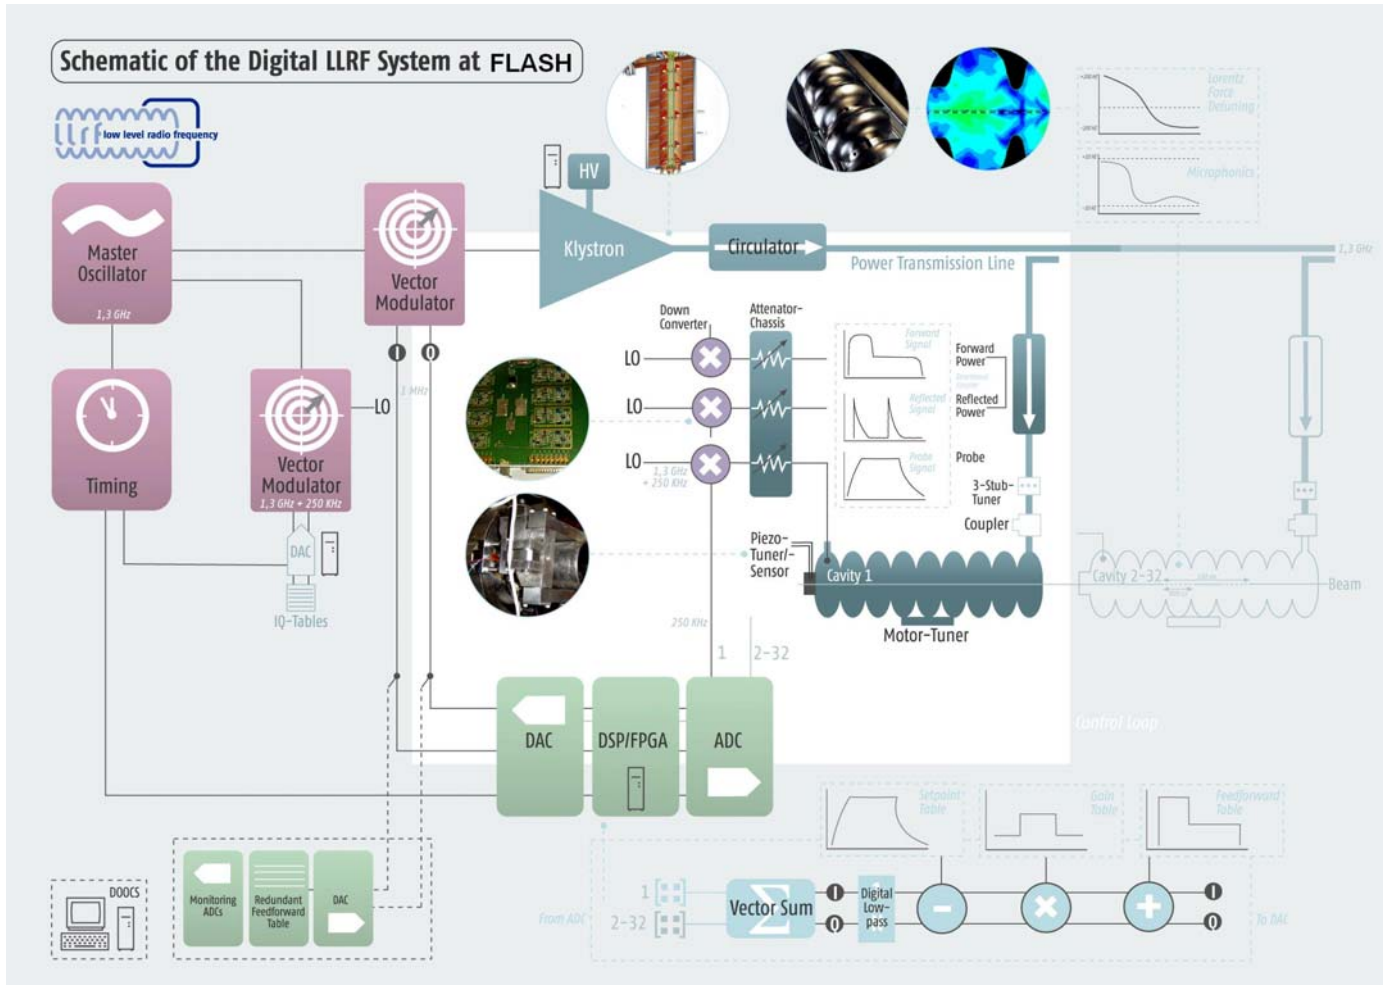 Schematic of the Digital LLRF System at FLASH
llrf low level radio frequency
Lorentz
Force
Detuning
Microphonics
HV
Master
Oscillator
1,3 GHz
Vector
Modulator
Klystron
Circulator
Power Transmission Line
1,3 GHz
Down
Converter
Attenator-
Chassis
I
Q
1 MHz
LO
LO
LO
1,3 GHz
+ 250 KHz
Forward
Signal
Reflected
Signal
Probe
Signal
Forward
Power
Reflected
Power
Probe
3-Stub-
Tuner
Coupler
Timing
Vector
Modulator
1,3 GHz + 250 KHz
LO
DAC
IQ-Tables
Piezo-
Tuner/-
Sensor
Cavity 1
Motor-Tuner
Cavity 2-32
Beam
250 KHz
1
2-32
DAC
DSP/FPGA
ADC
Control Loop
Setpoint
Table
Gain
Table
Feedforward
Table
DOOCS
Monitoring
ADCs
Redundant
Feedforward
Table
DAC
From ADC
1
2-32
Vector Sum
I
Q
Digital
Low-
pass
I
Q
To DAC